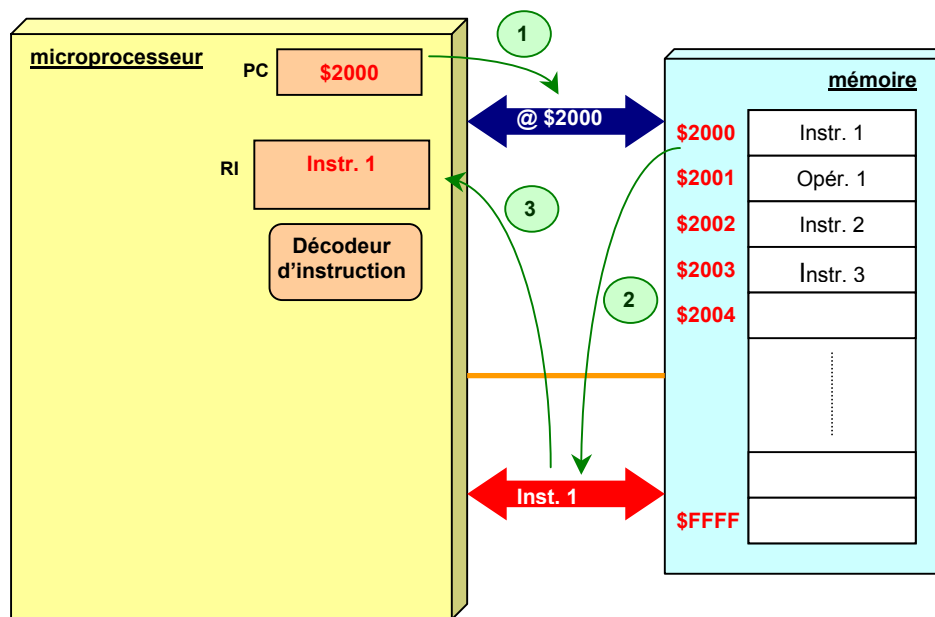 microprocesseur
PC
$2000
RI
Instr. 1
Décodeur
d'instruction
1
@ $2000
3
2
Inst. 1
mémoire
$2000
Instr. 1
$2001
Opér. 1
$2002
Instr. 2
$2003
Instr. 3
$2004
$FFFF